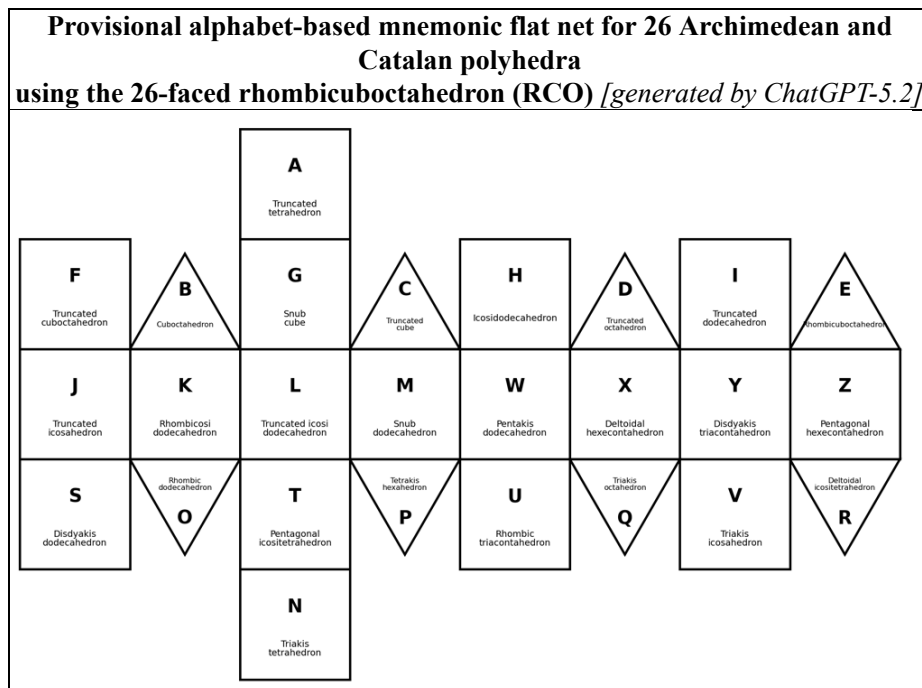 Provisional alphabet-based mnemonic flat net for 26 Archimedean and
Catalan polyhedra
using the 26-faced rhombicuboctahedron (RCO) [generated by ChatGPT-5.2]
A
Truncated
tetrahedron
F
Truncated
cuboctahedron
B
Cuboctahedron
G
Snub
cube
C
Truncated
cube
H
Icosidodecahedron
D
Truncated
octahedron
I
Truncated
dodecahedron
E
Rhombicuboctahedron
J
Truncated
icosahedron
K
Rhombicosi
dodecahedron
L
Truncated icosi
dodecahedron
M
Snub
dodecahedron
W
Pentakis
dodecahedron
X
Deltoidal
hexecontahedron
Y
Disdyakis
triacontahedron
Z
Pentagonal
hexecontahedron
S
Disdyakis
dodecahedron
Rhombic
dodecahedron
O
T
Pentagonal
icositetrahedron
Tetrakis
hexahedron
P
U
Rhombic
triacontahedron
Triakis
octahedron
Q
V
Triakis
icosahedron
Deltoidal
icositetrahedron
R
N
Triakis
tetrahedron